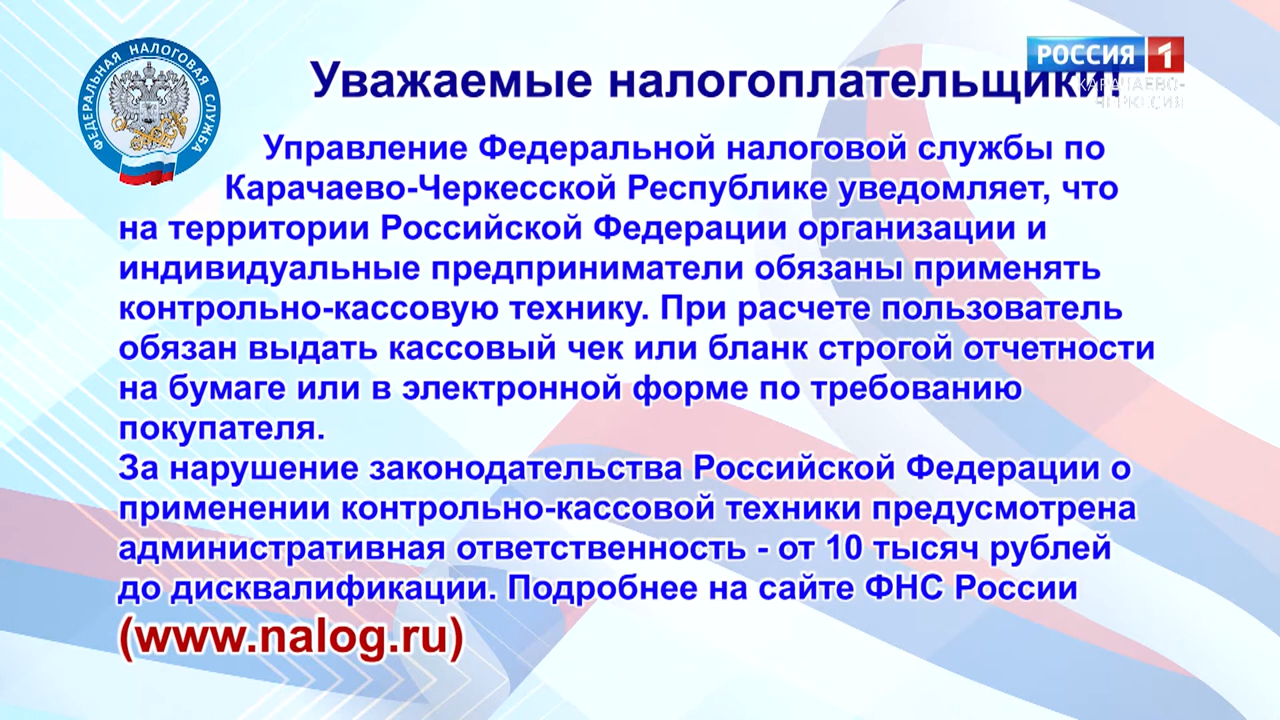 ФЕДЕРАЛЬНАЯ НАЛОГОВАЯ СЛУЖБА
РОССИЯ 1
КАРАЧАЕВО-
ЧЕРКЕСИЯ
Уважаемые налогоплательщики!
Управление Федеральной налоговой службы по
Карачаево-Черкесской Республике уведомляет, что
на территории Российской Федерации организации и
индивидуальные предприниматели обязаны применять
контрольно-кассовую технику. При расчете пользователь
обязан выдать кассовый чек или бланк строгой отчетности
на бумаге или в электронной форме по требованию
покупателя.
За нарушение законодательства Российской Федерации о
применении контрольно-кассовой техники предусмотрена
административная ответственность - от 10 тысяч рублей
до дисквалификации. Подробнее на сайте ФНС России
(www.nalog.ru)